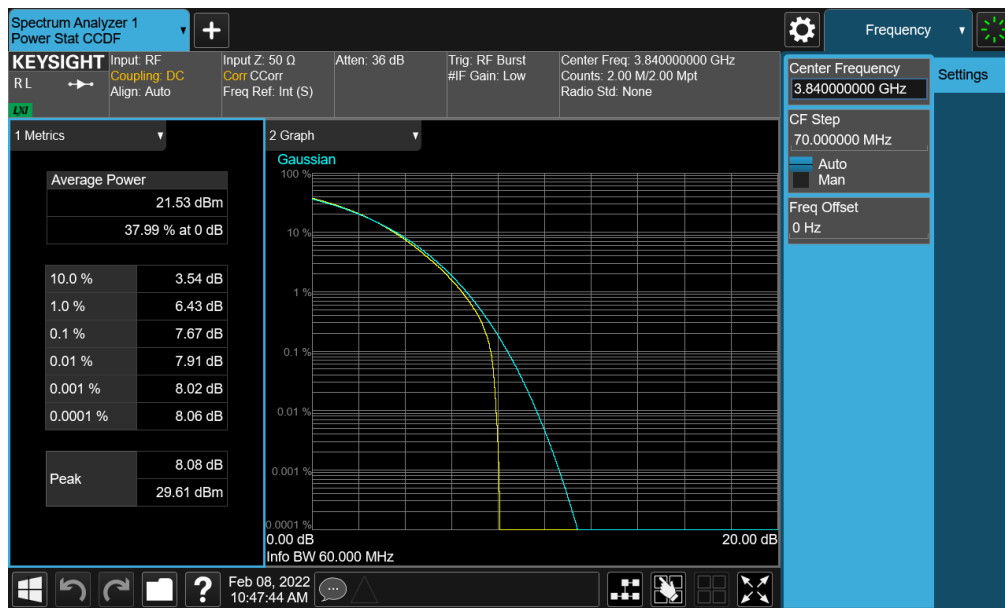 Spectrum Analyzer 1
Power Stat CCDF
+
Frequency
KEYSIGHT
R L
LXI
Input: RF
Coupling: DC
Align: Auto
Input Z: 50 Ω
Corr CCorr
Freq Ref: Int (S)
Atten: 36 dB
Trig: RF Burst
#IF Gain: Low
Center Freq: 3.840000000 GHz
Counts: 2.00 M/2.00 Mpt
Radio Std: None
Center Frequency
3.840000000 GHz
Settings
CF Step
70.000000 MHz
Auto
Man
Freq Offset
0 Hz
1 Metrics
Average Power
21.53 dBm
37.99 % at 0 dB
10.0 % 3.54 dB
1.0 % 6.43 dB
0.1 % 7.67 dB
0.01 % 7.91 dB
0.001 % 8.02 dB
0.0001 % 8.06 dB
Peak
8.08 dB
29.61 dBm
2 Graph
Gaussian
100 %
10 %
1 %
0.1 %
0.01 %
0.001 %
0.0001 %
0.00 dB 20.00 dB
Info BW 60.000 MHz
?
Feb 08, 2022
10:47:44 AM